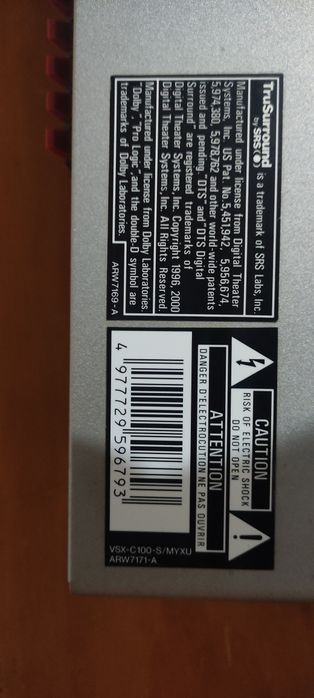 TruSurround
by SRS(●) is a trademark of SRS Labs, Inc.
Manufactured under license from Digital Theater
Systems, Inc. US Pat. No.5,451,942, 5,956,674,
5,974,380, 5,978,762 and other world-wide patents
issued and pending. "DTS" and "DTS Digital
Surround" are registered trademarks of
Digital Theater Systems, Inc. Copyright 1996, 2000
Digital Theater Systems, Inc. All Rights Reserved.
Manufactured under license from Dolby Laboratories.
"Dolby", "Pro Logic", and the double-D symbol are
trademarks of Dolby Laboratories.
ARW7169-A
CAUTION
RISK OF ELECTRIC SHOCK
DO NOT OPEN
ATTENTION
DANGER D'ELECTROCUTION NE PAS OUVRIR
4 977729 596793
VSX-C100-S/MYXU
ARW7171-A